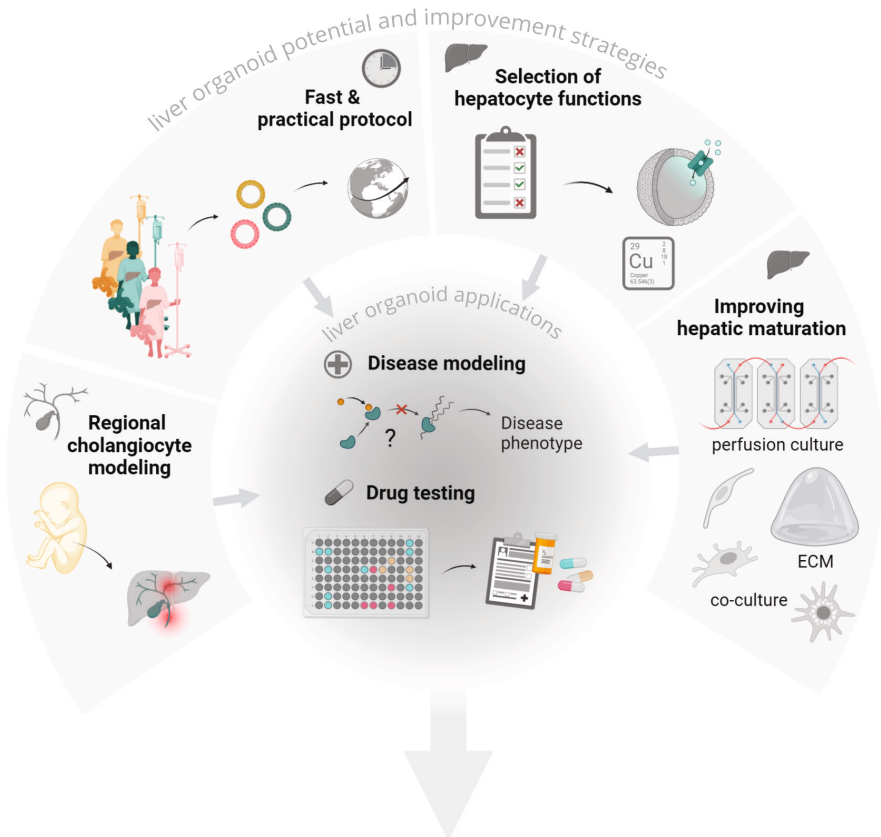 liver organoid potential and improvement strategies
Fast &
practical protocol
Selection of
hepatocyte functions
29
2
8
18
1
Cu
Copper
63.546(3)
Improving
hepatic maturation
perfusion culture
ECM
co-culture
Regional
cholangiocyte
modeling
liver organoid applications
Disease modeling
?
Disease
phenotype
Drug testing